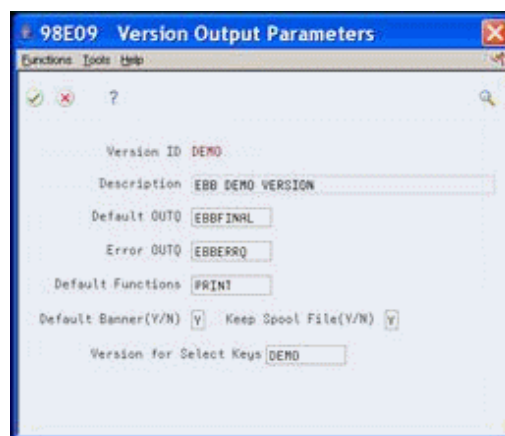 98E09 Version Output Parameters
Functions Tools Help
?
Version ID DEMO
Description EBB DEMO VERSION
Default OUTQ EBBFINAL
Error OUTQ EBBERRQ
Default Functions PRINT
Default Banner(Y/N) Y Keep Spool File(Y/N) Y
Version for Select Keys DEMO